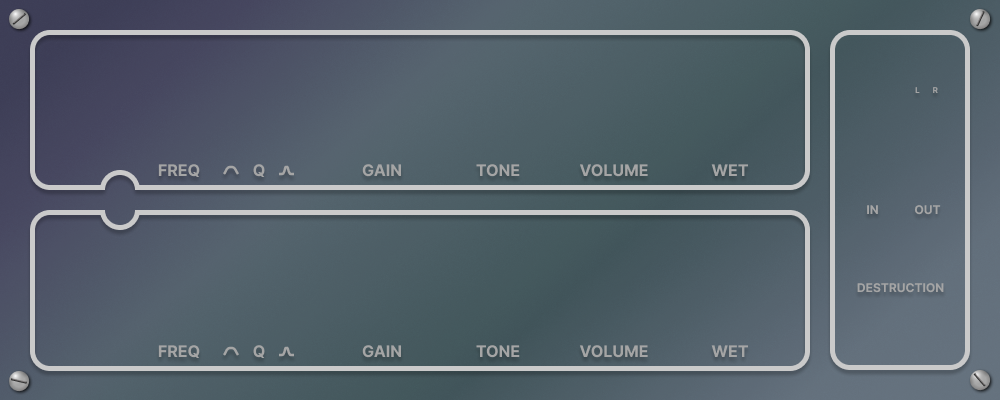 L R
FREQ Q GAIN TONE VOLUME WET
IN OUT
DESTRUCTION
FREQ Q GAIN TONE VOLUME WET